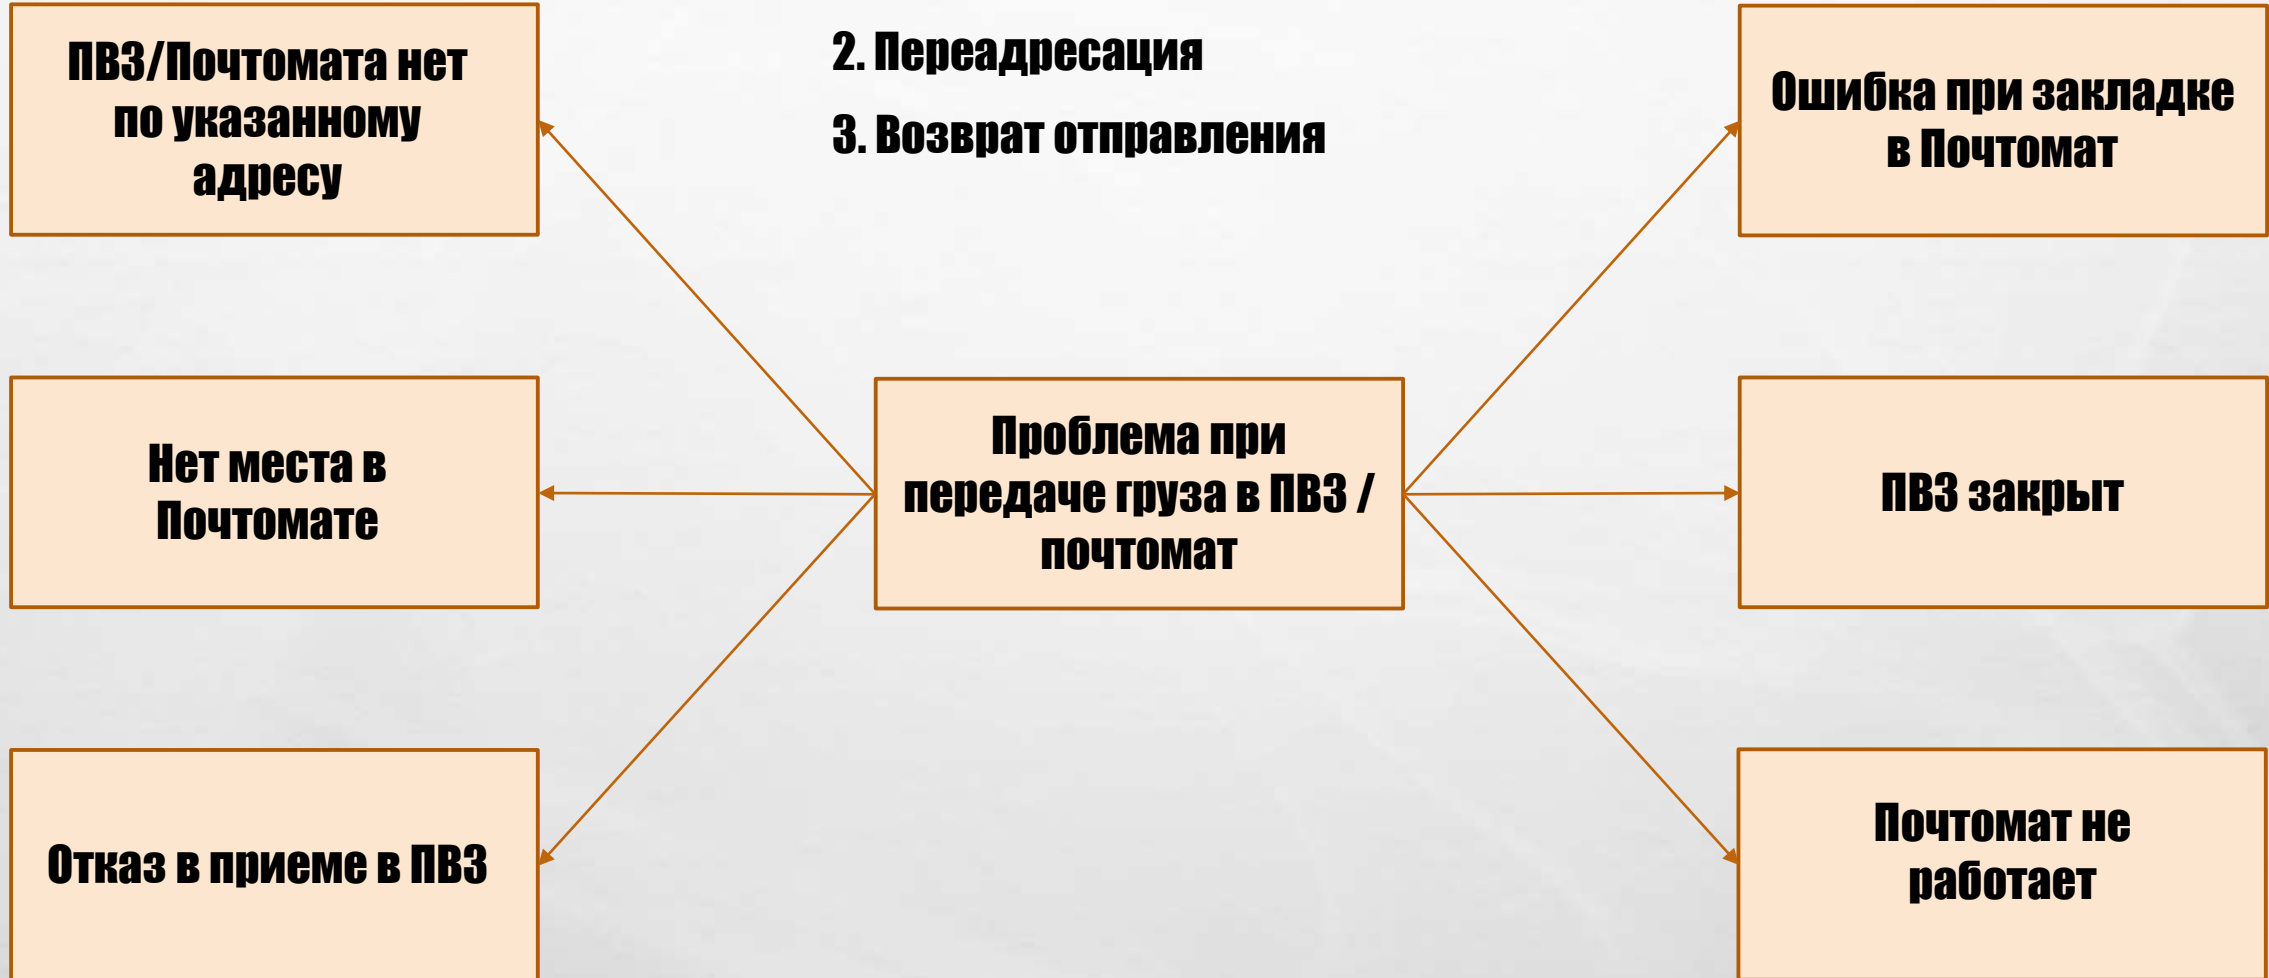 ПВЗ/Почтомата нет
по указанному
адресу
2. Переадресация
3. Возврат отправления
Ошибка при закладке
в Почтомат
Нет места в
Почтомате
Проблема при
передаче груза в ПВЗ /
почтомат
ПВЗ закрыт
Отказ в приеме в ПВЗ
Почтомат не
работает